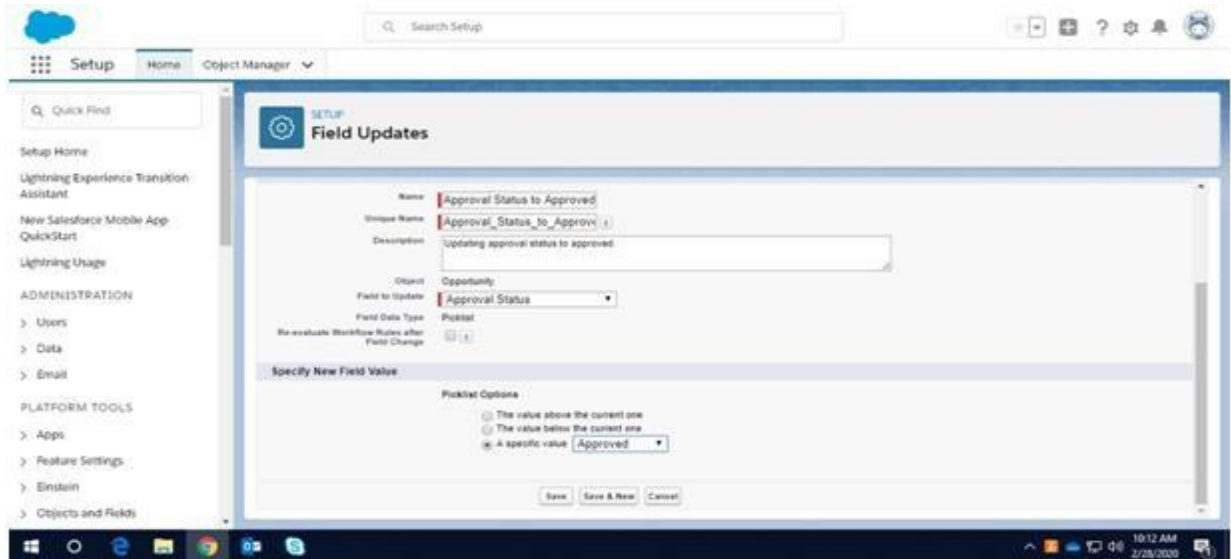 Search Setup
Setup
Home
Object Manager
Quick Find
Setup Home
Lightning Experience Transition
Assistant
New Salesforce Mobile App
QuickStart
Lightning Usage
ADMINISTRATION
> Users
> Data
> Email
PLATFORM TOOLS
> Apps
> Feature Settings
> Einstein
> Objects and Fields
SETUP
Field Updates
Name
Approval Status to Approved
Unique Name
Approval_Status_to_Approve
i
Description
Updating approval status to approved.
Object
Opportunity
Field to Update
Approval Status
Field Data Type
Picklist
Re-evaluate Workflow Rules after
Field Change
i
Specify New Field Value
Picklist Options
The value above the current one
The value below the current one
A specific value
Approved
Save
Save & New
Cancel
10:12 AM
2/28/2020